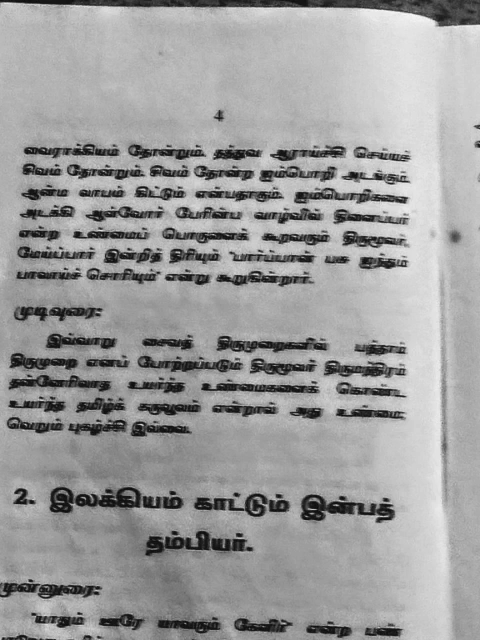 4
வைராக்கியம் தோன்றும். தத்துவ ஆராய்ச்சி செய்யச்
தோன்றும். தோன்ற ஐம்பொறி அடங்கும்.
ஆன்ம லாபம் கிட்டும் என்பதாகும். ஐம்பொறிகளை
அடக்கி ஆள்வோர் பேரின்ப வாழ்வில் திளைப்பர்
என்ற உண்மைப் பொருளைக் கூறவரும் திருமூலர்,
மேய்ப்பார் இன்றித் திரியும் "பார்ப்பான் பசு ஐந்தும்
பாலாய்ச் சொரியும்" என்று கூறுகின்றார்.
முடிவுரை:
இவ்வாறு சைவத் திருமுறைகளில் பத்தாம்
திருமுறை எனப் போற்றப்படும் திருமூலர் திருமந்திரம்
தன்னேரிலாத உயர்ந்த உண்மைகளைக் கொண்ட
உயர்ந்த தமிழ்க் கருவூலம் என்றால் அது உண்மை;
வெறும் புகழ்ச்சி இல்லை.
2. இலக்கியம் காட்டும் இன்பத்
தம்பியர்.
முன்னுரை:
"யாதும் ஊரே யாவரும் கேளிர்" என்ற பண்